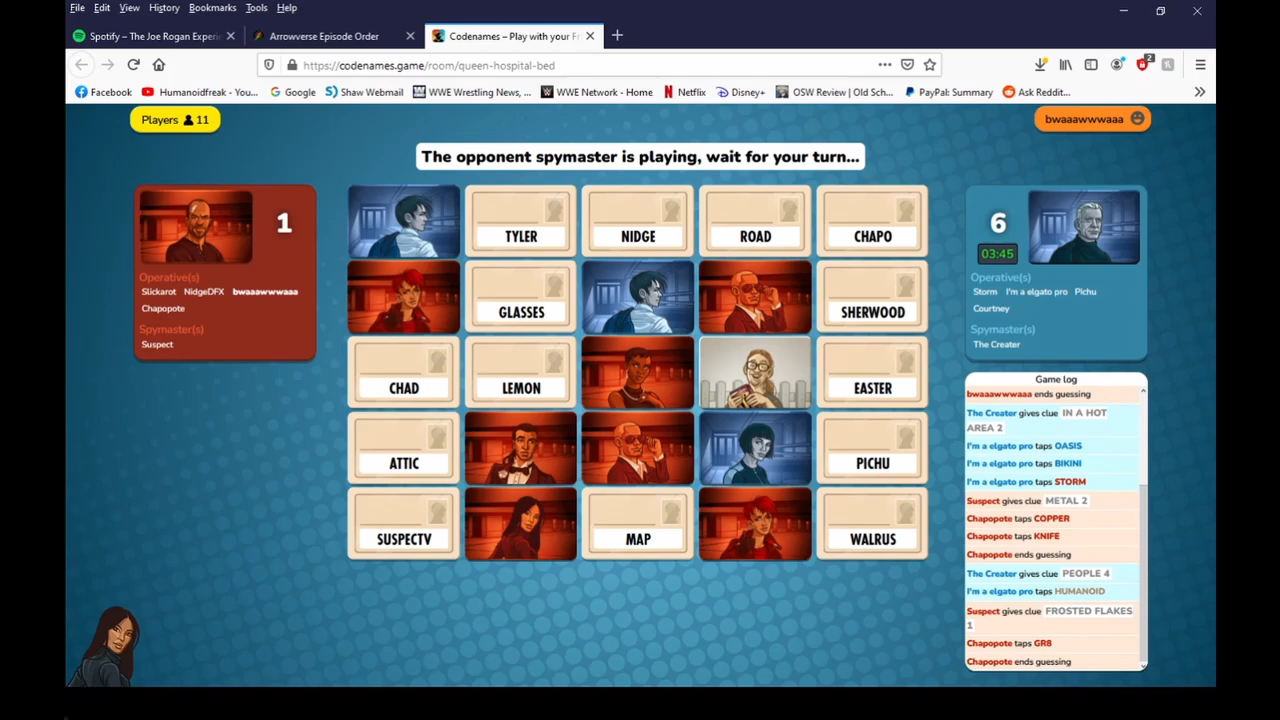 File Edit View History Bookmarks Tools Help
Spotify – The Joe Rogan Experi
Arrowverse Episode Order
Codenames – Play with your Fr
https://codenames.game/room/queen-hospital-bed
2
Facebook Humanoidfreak - You... Google Shaw Webmail WWE Wrestling News, ... WWE Network - Home Netflix Disney+ OSW Review | Old Sch... PayPal: Summary Ask Reddit...
Players 11
bwaaawwwaaa
The opponent spymaster is playing, wait for your turn...
1
Operative(s)
Slickarot NidgeDFX bwaaawwwaaa
Chapopote
Spymaster(s)
Suspect
TYLER NIDGE ROAD CHAPO
GLASSES SHERWOOD
CHAD LEMON EASTER
ATTIC PICHU
SUSPECTV MAP WALRUS
6
03:45
Operative(s)
Storm I'm a elgato pro Pichu
Courtney
Spymaster(s)
The Creater
Game log
bwaaawwwaaa ends guessing
The Creater gives clue IN A HOT
AREA 2
I'm a elgato pro taps OASIS
I'm a elgato pro taps BIKINI
I'm a elgato pro taps STORM
Suspect gives clue METAL 2
Chapopote taps COPPER
Chapopote taps KNIFE
Chapopote ends guessing
The Creater gives clue PEOPLE 4
I'm a elgato pro taps HUMANOID
Suspect gives clue FROSTED FLAKES
1
Chapopote taps GR8
Chapopote ends guessing